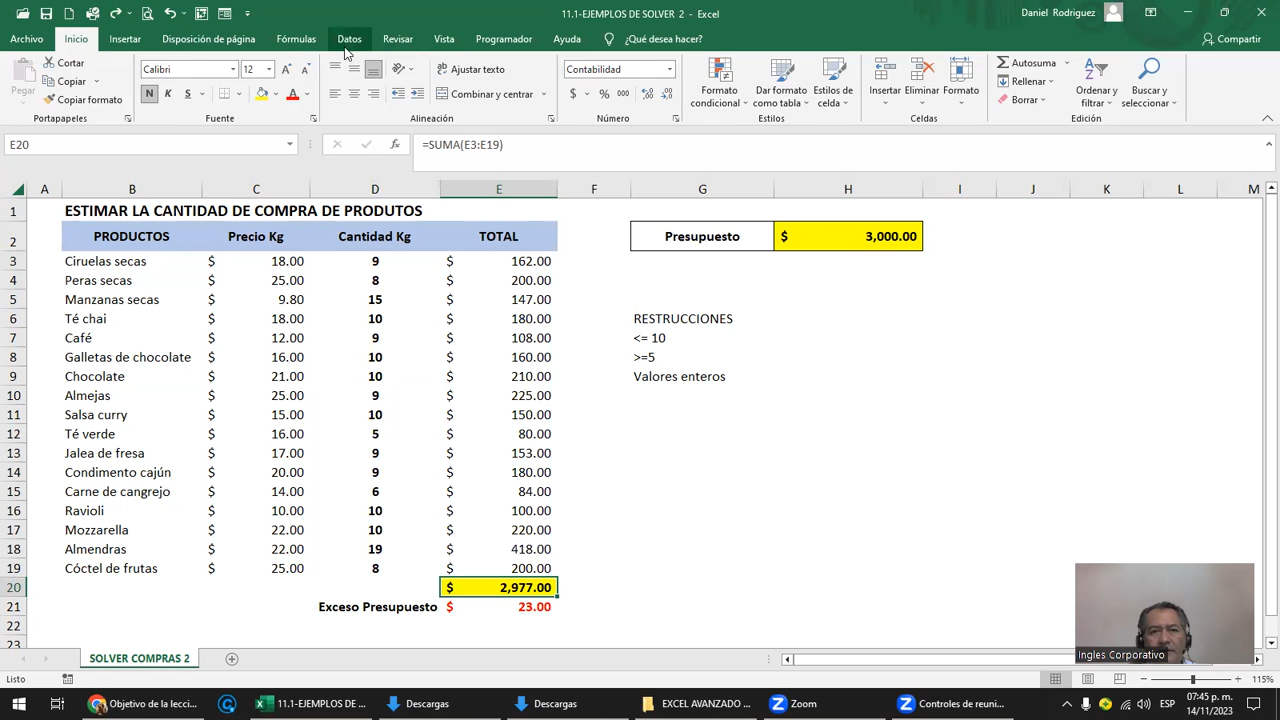 11.1-EJEMPLOS DE SOLVER 2 - Excel
Daniel Rodriguez
Archivo Inicio Insertar Disposición de página Fórmulas Datos Revisar Vista Programador Ayuda ¿Qué desea hacer? Compartir
Pegar
Cortar
Copiar
Copiar formato
Portapapeles
Calibri 12
N K S
Fuente
Ajustar texto
Combinar y centrar
Alineación
Contabilidad
$ % 000
Número
Formato condicional
Dar formato como tabla
Estilos de celda
Estilos
Insertar Eliminar Formato
Celdas
Autosuma
Rellenar
Borrar
Ordenar y filtrar
Buscar y seleccionar
Edición
E20 fx =SUMA(E3:E19)
A B C D E F G H I J K L M
1 ESTIMAR LA CANTIDAD DE COMPRA DE PRODUTOS
2 PRODUCTOS Precio Kg Cantidad Kg TOTAL Presupuesto $ 3,000.00
3 Ciruelas secas $ 18.00 9 $ 162.00
4 Peras secas $ 25.00 8 $ 200.00
5 Manzanas secas $ 9.80 15 $ 147.00
6 Té chai $ 18.00 10 $ 180.00 RESTRUCCIONES
7 Café $ 12.00 9 $ 108.00 <= 10
8 Galletas de chocolate $ 16.00 10 $ 160.00 >=5
9 Chocolate $ 21.00 10 $ 210.00 Valores enteros
10 Almejas $ 25.00 9 $ 225.00
11 Salsa curry $ 15.00 10 $ 150.00
12 Té verde $ 16.00 5 $ 80.00
13 Jalea de fresa $ 17.00 9 $ 153.00
14 Condimento cajún $ 20.00 9 $ 180.00
15 Carne de cangrejo $ 14.00 6 $ 84.00
16 Ravioli $ 10.00 10 $ 100.00
17 Mozzarella $ 22.00 10 $ 220.00
18 Almendras $ 22.00 19 $ 418.00
19 Cóctel de frutas $ 25.00 8 $ 200.00
20 $ 2,977.00
21 Exceso Presupuesto $ 23.00
22
23
Ingles Corporativo
SOLVER COMPRAS 2
Listo 115%
Objetivo de la lecci...
11.1-EJEMPLOS DE ...
Descargas
Descargas
EXCEL AVANZADO ...
Zoom
Controles de reuni...
ESP
07:45 p. m.
14/11/2023